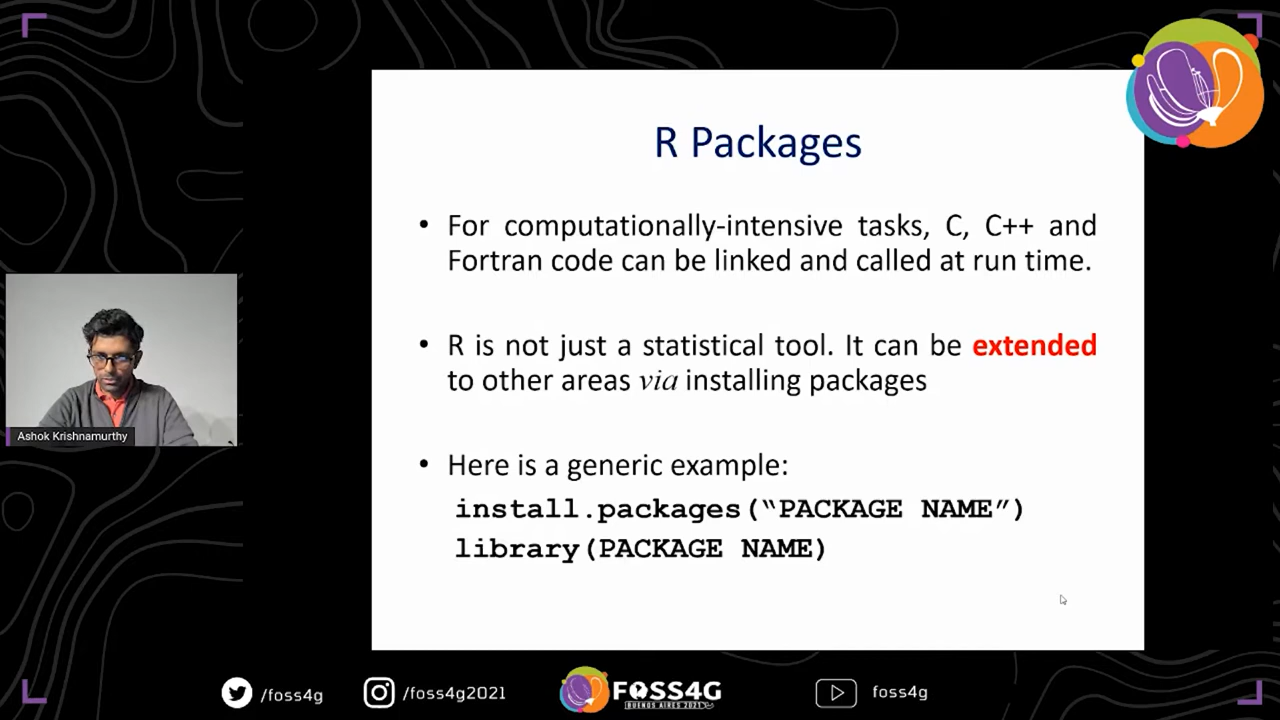 R Packages
• For computationally-intensive tasks, C, C++ and
Fortran code can be linked and called at run time.
• R is not just a statistical tool. It can be extended
to other areas via installing packages
• Here is a generic example:
install.packages(“PACKAGE NAME”)
library(PACKAGE NAME)
Ashok Krishnamurthy
/foss4g
/foss4g2021
FOSS4G
BUENOS AIRES 2021
foss4g